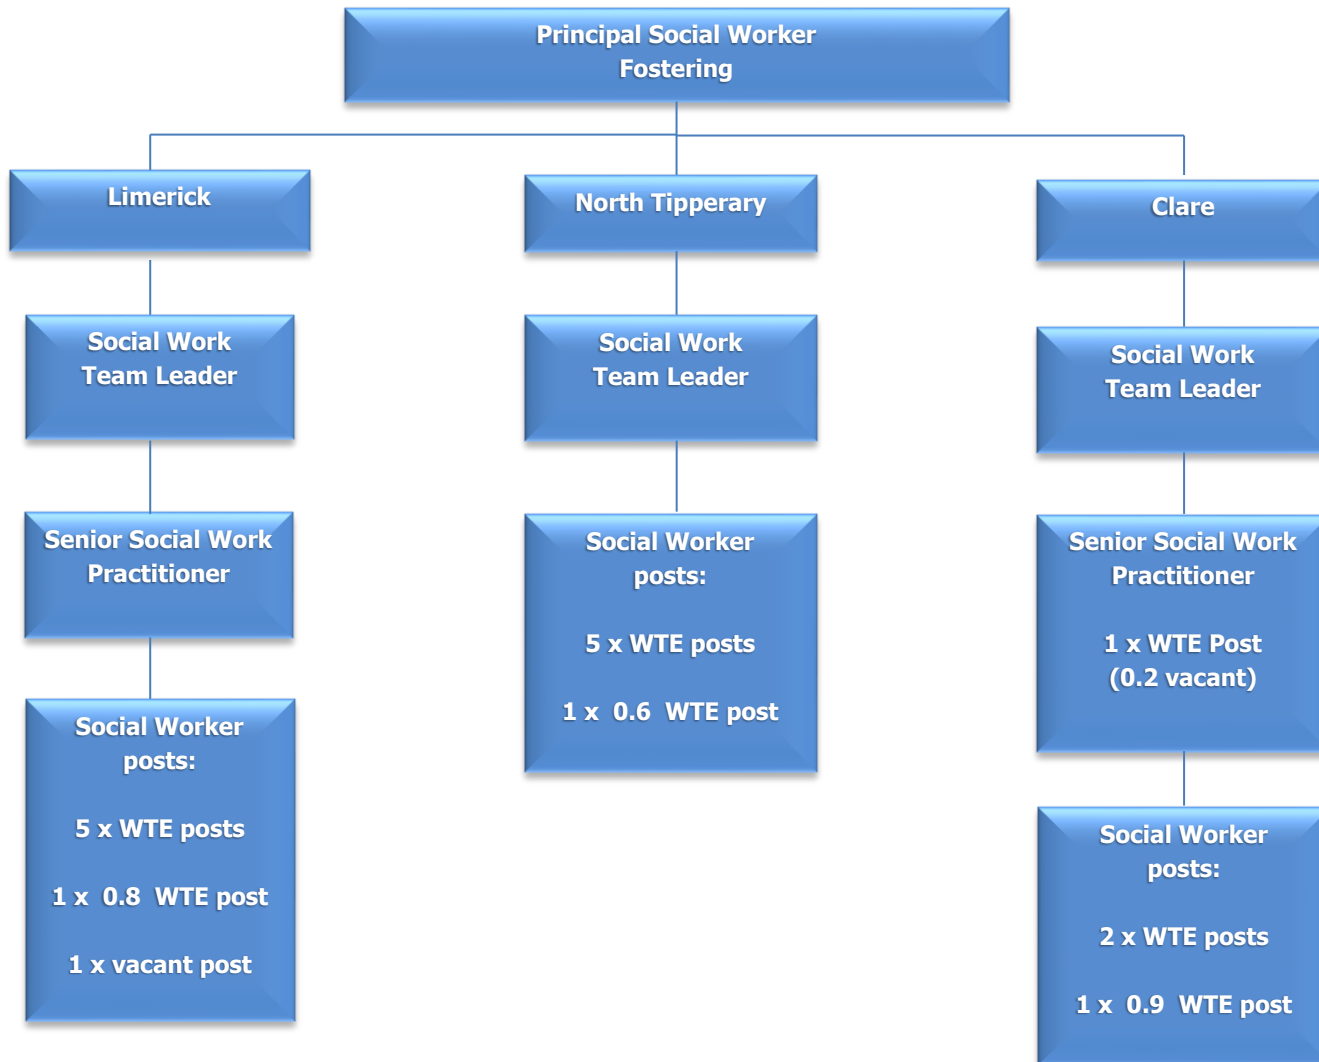 Principal Social Worker
Fostering
Limerick
North Tipperary
Clare
Social Work
Team Leader
Social Work
Team Leader
Social Work
Team Leader
Senior Social Work
Practitioner
Social Worker
posts:
5 x WTE posts
1 x  0.6  WTE post
Senior Social Work
Practitioner
1 x WTE Post
(0.2 vacant)
Social Worker
posts:
5 x WTE posts
1 x  0.8  WTE post
1 x vacant post
Social Worker
posts:
2 x WTE posts
1 x  0.9  WTE post